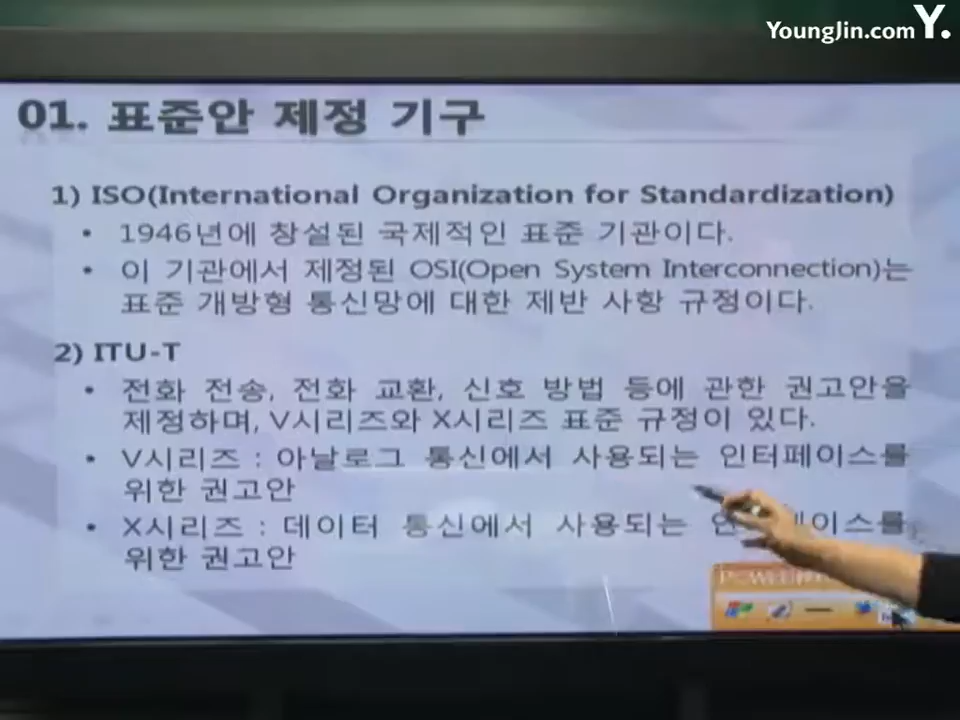 YoungJin.com Y.
01. 표준안 제정 기구
1) ISO(International Organization for Standardization)
• 1946년에 창설된 국제적인 표준 기관이다.
• 이 기관에서 제정된 OSI(Open System Interconnection)는
표준 개방형 통신망에 대한 제반 사항 규정이다.
2) ITU-T
• 전화 전송, 전화 교환, 신호 방법 등에 관한 권고안을
제정하며, V시리즈와 X시리즈 표준 규정이 있다.
• V시리즈 : 아날로그 통신에서 사용되는 인터페이스를
위한 권고안
• X시리즈 : 데이터 통신에서 사용되는
위한 권고안